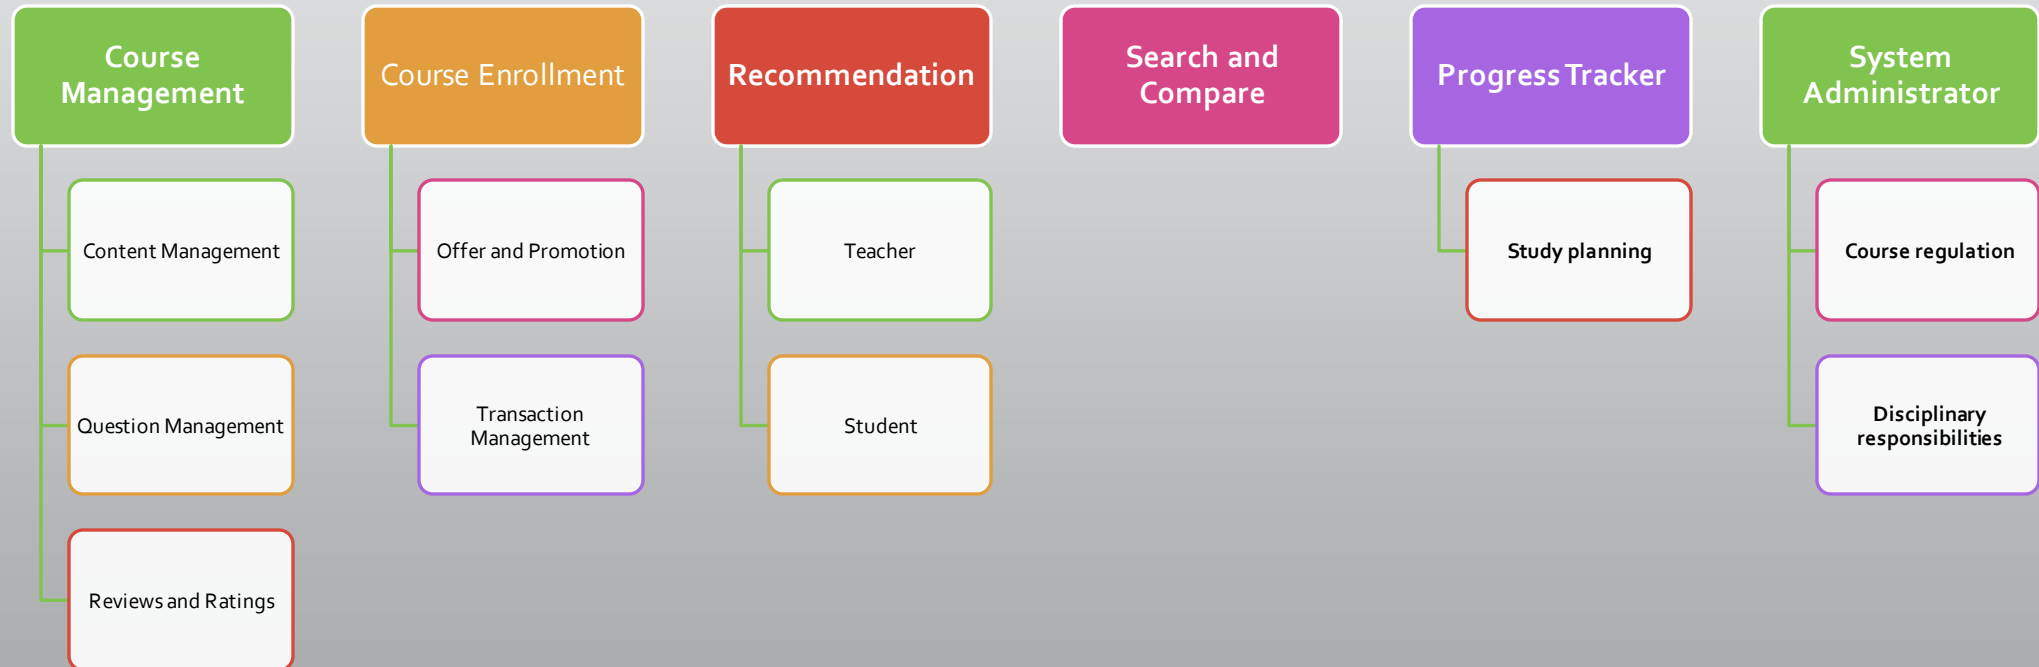 Course
Management
Content Management
Question Management
Reviews and Ratings
Course Enrollment
Offer and Promotion
Transaction
Management
Recommendation
Teacher
Student
Search and
Compare
Progress Tracker
Study planning
System
Administrator
Course regulation
Disciplinary
responsibilities